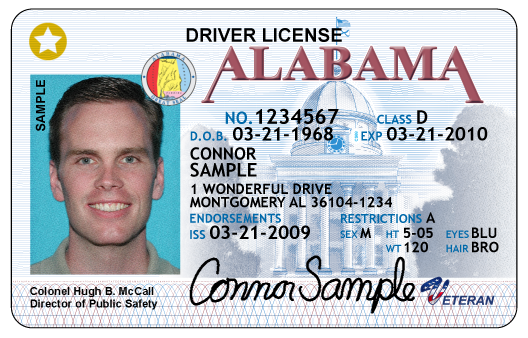 DRIVER LICENSE
ALABAMA
SAMPLE
NO. 1234567 CLASS D
D.O.B. 03-21-1968 EXP 03-21-2010
CONNOR
SAMPLE
1 WONDERFUL DRIVE
MONTGOMERY AL 36104-1234
ENDORSEMENTS RESTRICTIONS A
ISS 03-21-2009 SEX M HT 5-05 EYES BLU
WT 120 HAIR BRO
Connor Sample
VETERAN
Colonel Hugh B. McCall
Director of Public Safety